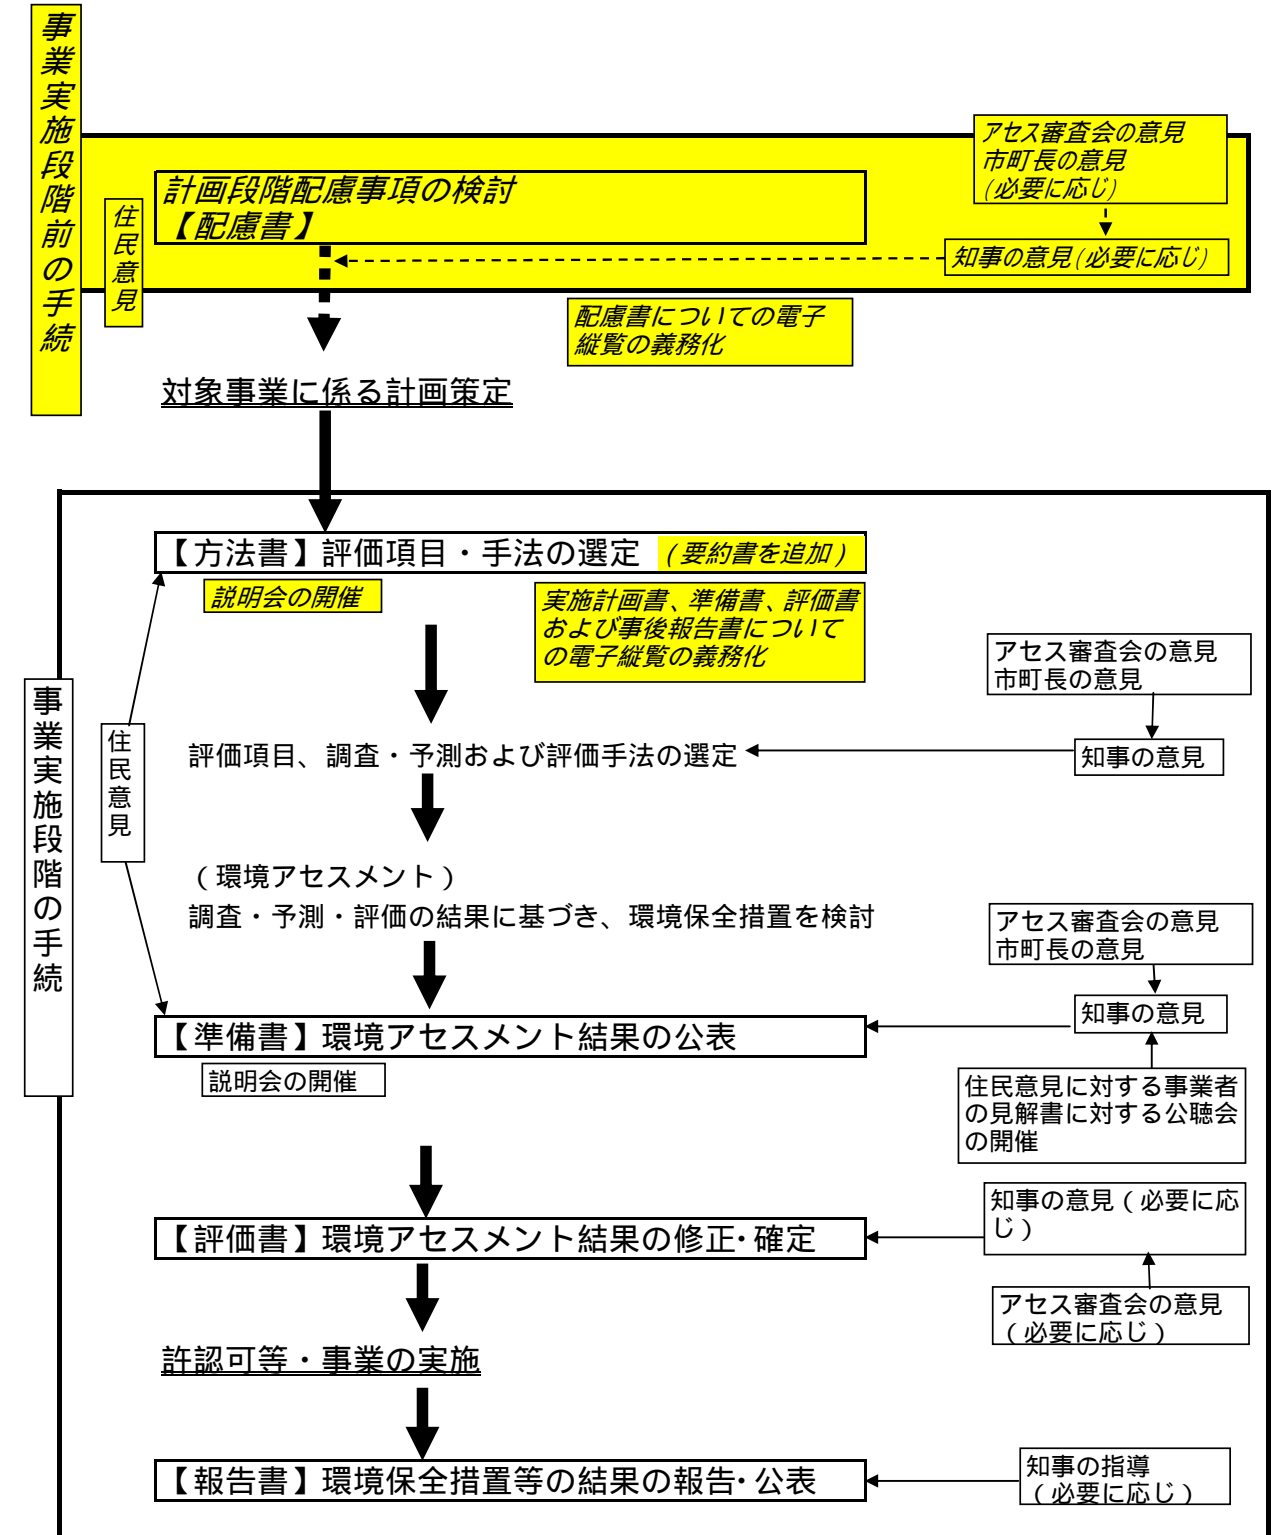 事業実施段階前の手続
アセス審査会の意見
市町長の意見
(必要に応じ)
計画段階配慮事項の検討
【配慮書】
住民意見
知事の意見(必要に応じ)
配慮書についての電子
縦覧の義務化
対象事業に係る計画策定
【方法書】評価項目・手法の選定 (要約書を追加)
説明会の開催
実施計画書、準備書、評価書
および事後報告書について
の電子縦覧の義務化
アセス審査会の意見
市町長の意見
事業実施段階の手続
住民意見
評価項目、調査・予測および評価手法の選定
知事の意見
(環境アセスメント)
調査・予測・評価の結果に基づき、環境保全措置を検討
アセス審査会の意見
市町長の意見
知事の意見
【準備書】環境アセスメント結果の公表
説明会の開催
住民意見に対する事業者
の見解書に対する公聴会
の開催
知事の意見(必要に応
じ)
【評価書】環境アセスメント結果の修正・確定
アセス審査会の意見
(必要に応じ)
許認可等・事業の実施
知事の指導
(必要に応じ)
【報告書】環境保全措置等の結果の報告・公表